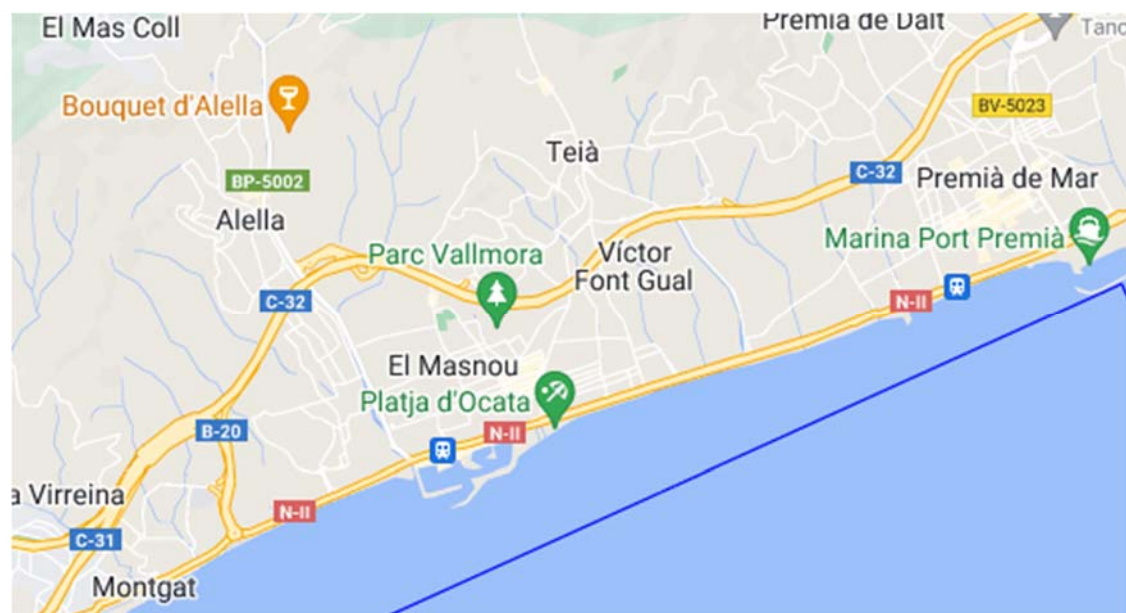 El Mas Coll
Premià de Dalt
Bouquet d'Alella
BV-5023
Teià
C-32
BP-5002
Premià de Mar
Alella
Parc Vallmora
Víctor
Font Gual
Marina Port Premià
C-32
N-II
El Masnou
Platja d'Ocata
B-20
N-II
a Virreina
N-II
C-31
Montgat